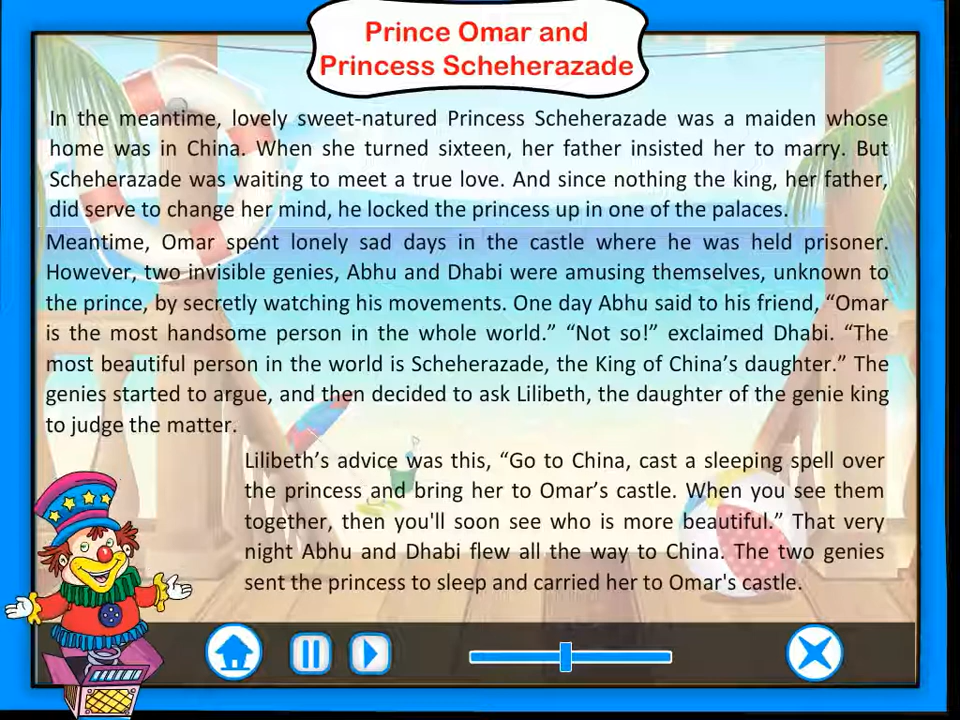 Prince Omar and
Princess Scheherazade
In the meantime, lovely sweet-natured Princess Scheherazade was a maiden whose
home was in China. When she turned sixteen, her father insisted her to marry. But
Scheherazade was waiting to meet a true love. And since nothing the king, her father,
did serve to change her mind, he locked the princess up in one of the palaces.
Meantime, Omar spent lonely sad days in the castle where he was held prisoner.
However, two invisible genies, Abhu and Dhabi were amusing themselves, unknown to
the prince, by secretly watching his movements. One day Abhu said to his friend, “Omar
is the most handsome person in the whole world.” “Not so!” exclaimed Dhabi. “The
most beautiful person in the world is Scheherazade, the King of China’s daughter.” The
genies started to argue, and then decided to ask Lilibeth, the daughter of the genie king
to judge the matter.
Lilibeth’s advice was this, “Go to China, cast a sleeping spell over
the princess and bring her to Omar’s castle. When you see them
together, then you'll soon see who is more beautiful.” That very
night Abhu and Dhabi flew all the way to China. The two genies
sent the princess to sleep and carried her to Omar's castle.